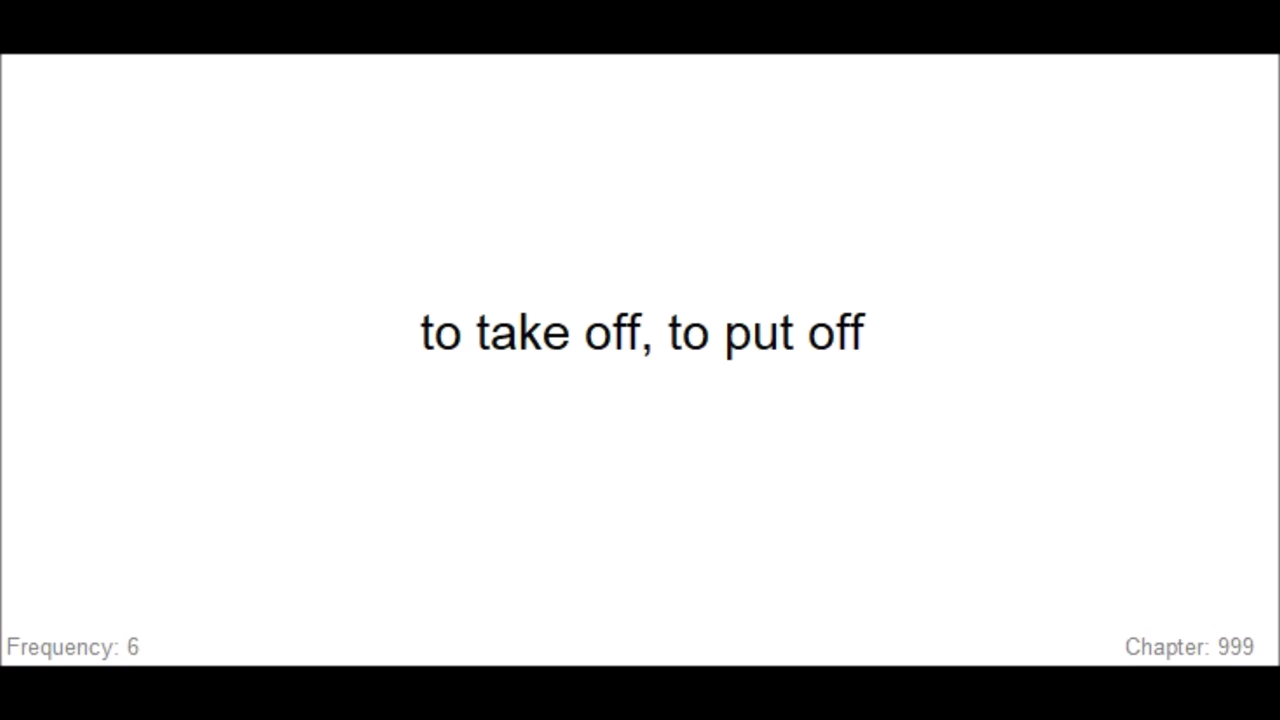 to take off, to put off
Frequency: 6
Chapter: 999